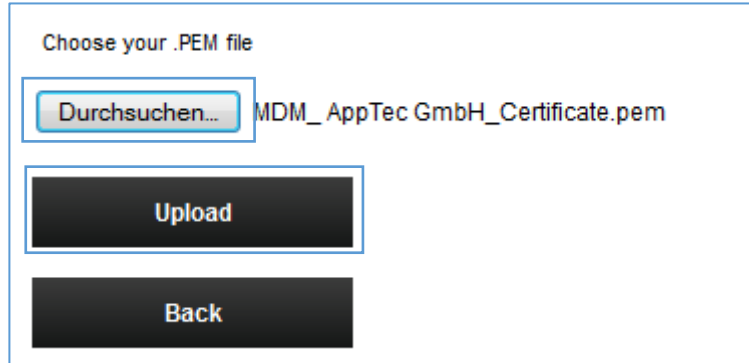 Choose your .PEM file
Durchsuchen... MDM_ AppTec GmbH_Certificate.pem
Upload
Back